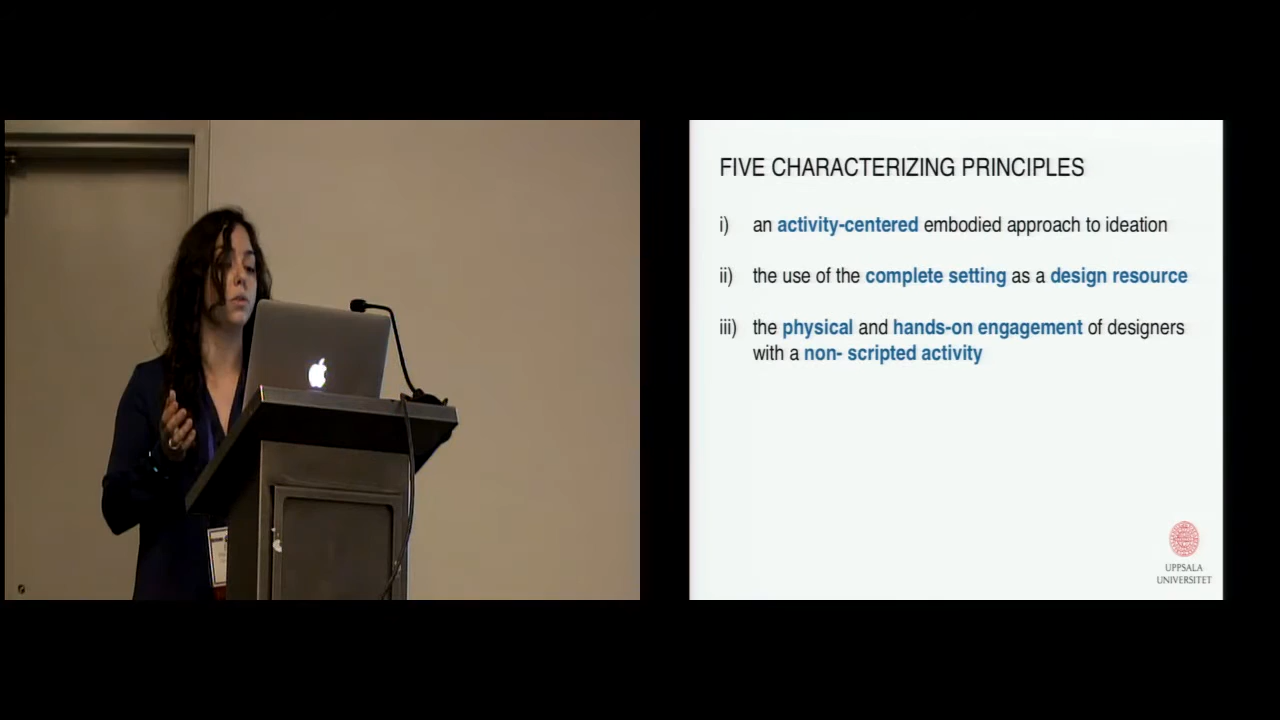 FIVE CHARACTERIZING PRINCIPLES
i) an activity-centered embodied approach to ideation
ii) the use of the complete setting as a design resource
iii) the physical and hands-on engagement of designers
with a non- scripted activity
UPPSALA
UNIVERSITET